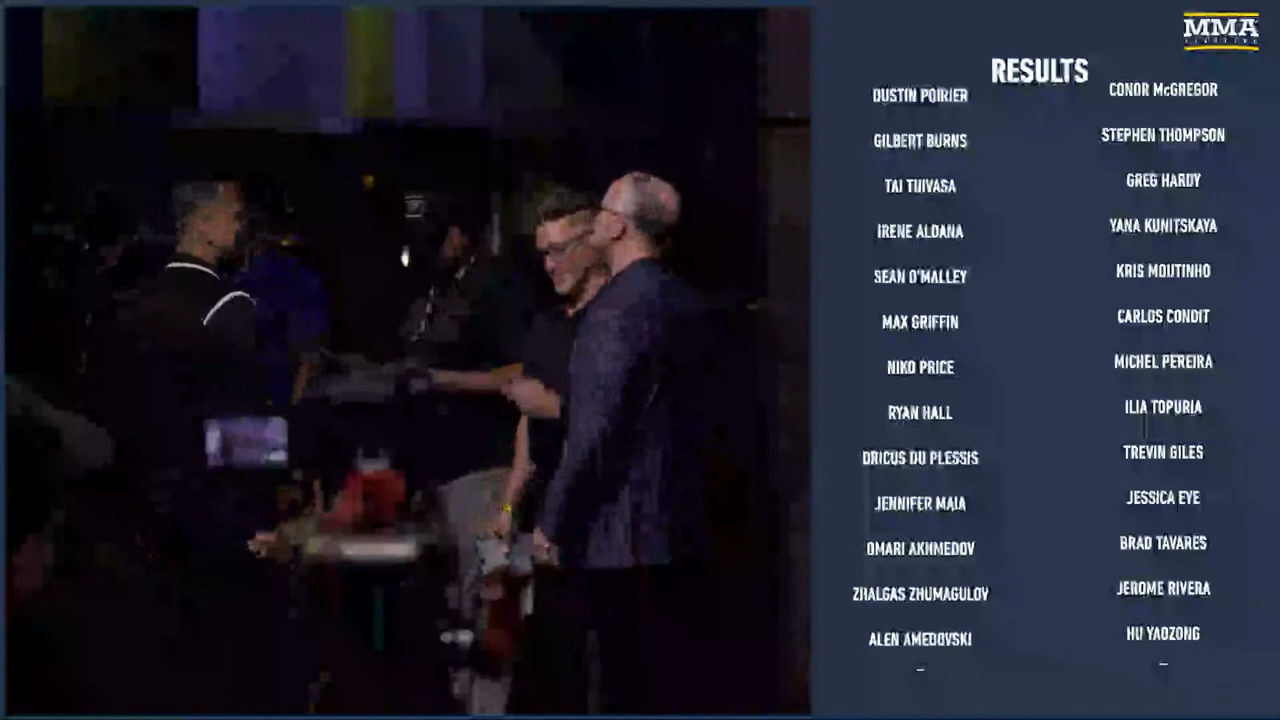 MMA
RESULTS
DUSTIN POIRIER CONOR McGREGOR
GILBERT BURNS STEPHEN THOMPSON
TAI TUIVASA GREG HARDY
IRENE ALDANA YANA KUNITSKAYA
SEAN O'MALLEY KRIS MOUTINHO
MAX GRIFFIN CARLOS CONDIT
NIKO PRICE MICHEL PEREIRA
RYAN HALL ILIA TOPURIA
DRICUS DU PLESSIS TREVIN GILES
JENNIFER MAIA JESSICA EYE
OMARI AKHMEDOV BRAD TAVARES
ZHALGAS ZHUMAGULOV JEROME RIVERA
ALEN AMEDOVSKI HU YAOZONG